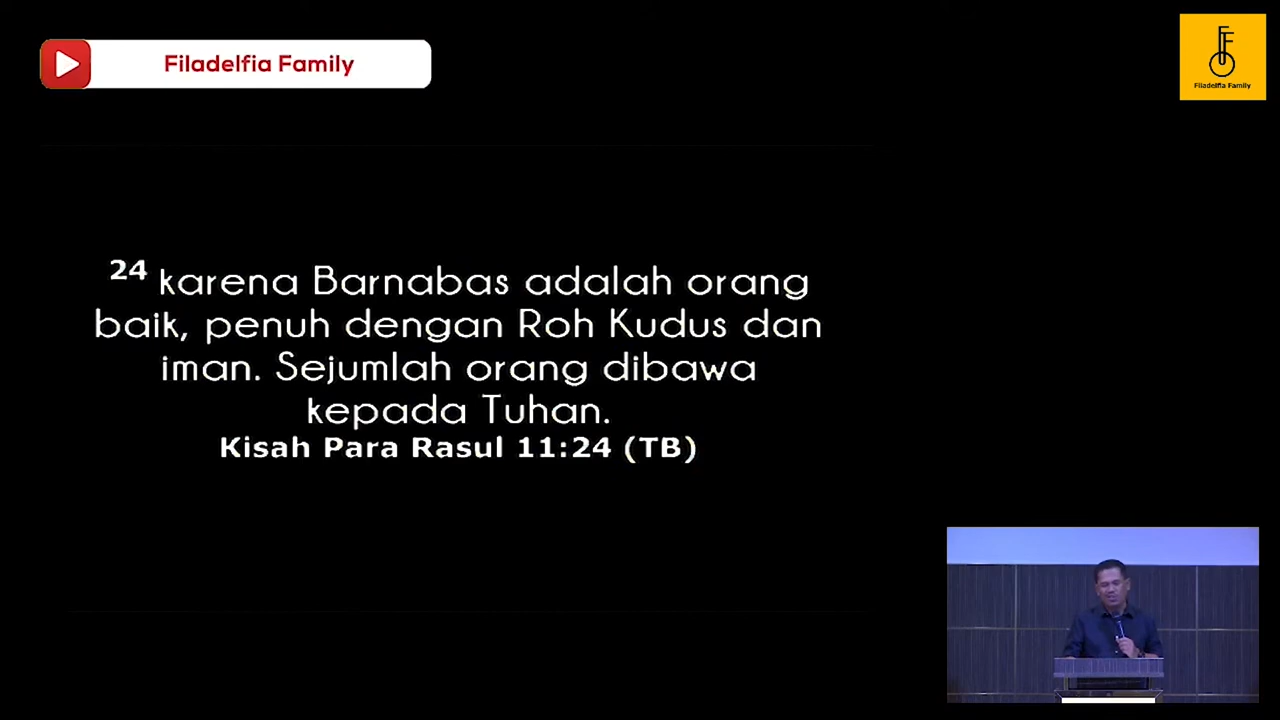 Filadelfia Family
FF
Filadelfia Family
24 karena Barnabas adalah orang
baik, penuh dengan Roh Kudus dan
iman. Sejumlah orang dibawa
kepada Tuhan.
Kisah Para Rasul 11:24 (TB)